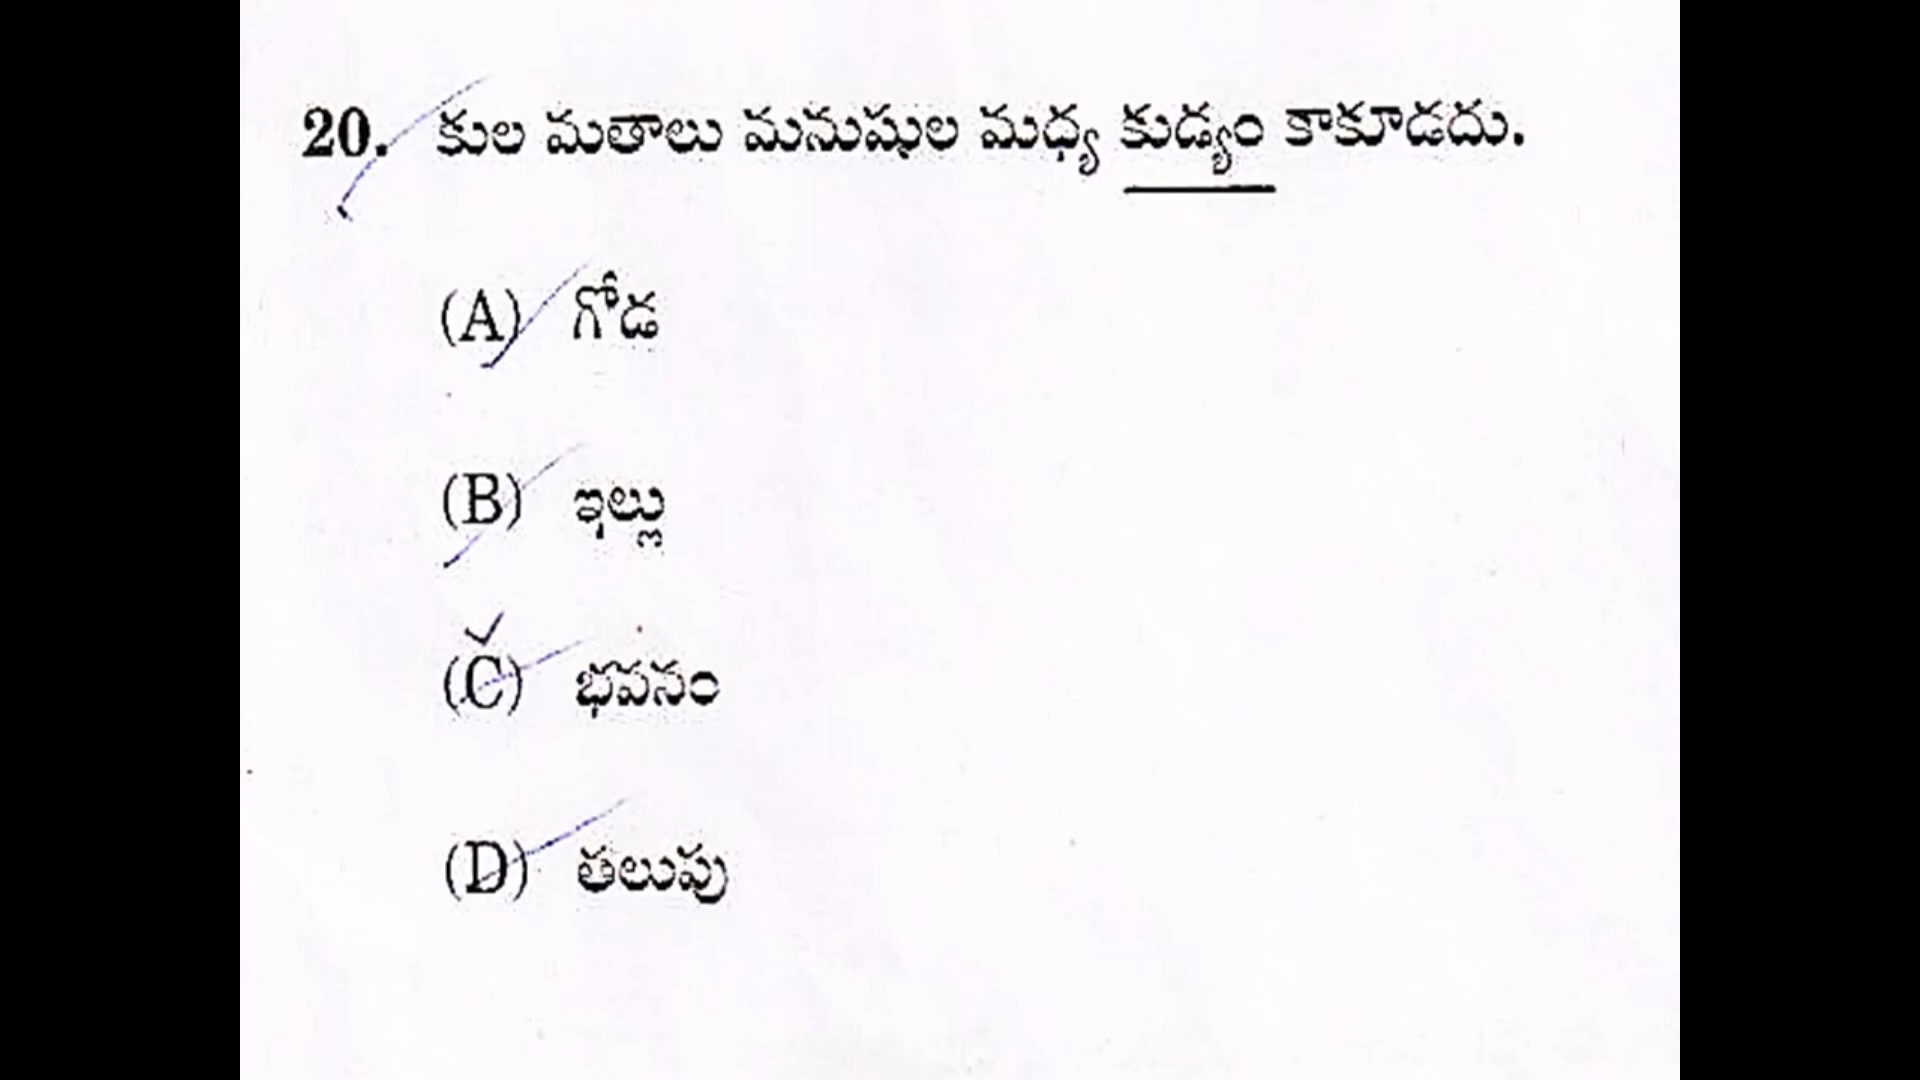 20. కుల మతాలు మనుషుల మధ్య కుడ్యం కాకూడదు.
(A) గోడ
(B) ఇల్లు
(C) భవనం
(D) తలుపు